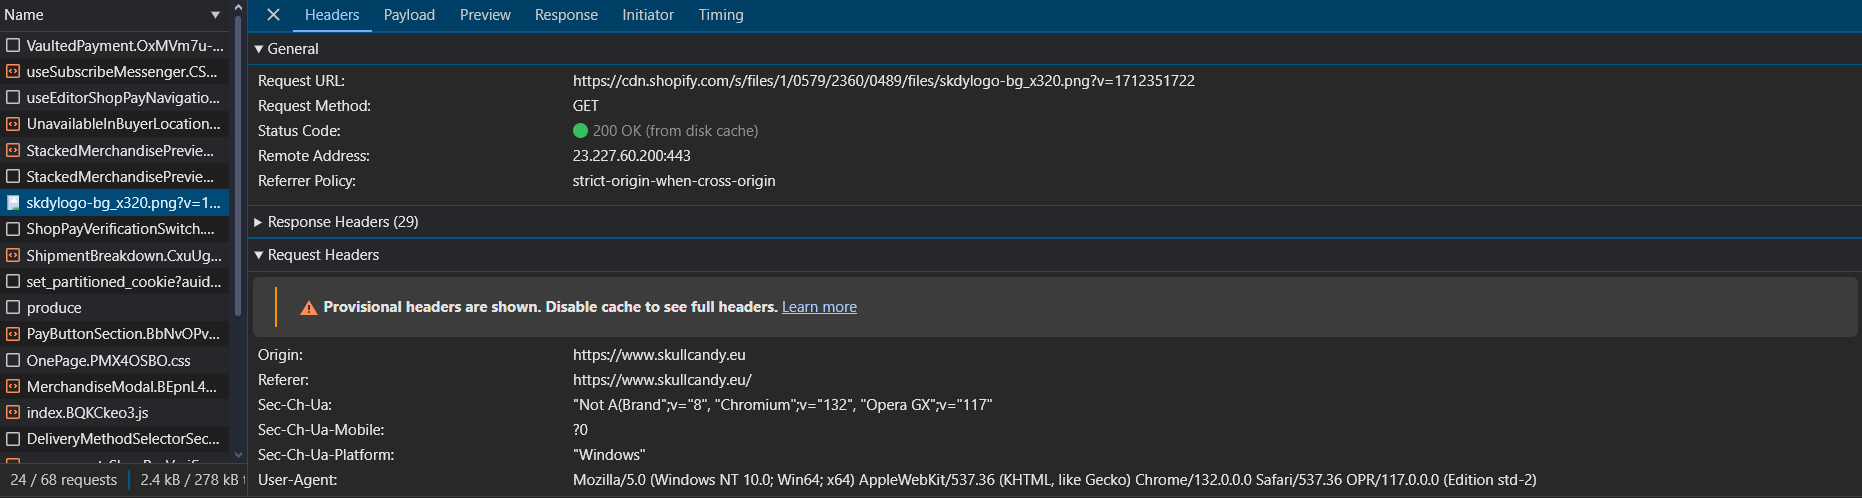 Name
VaultedPayment.OxMVm7u-...
useSubscribeMessenger.CS...
useEditorShopPayNavigatio...
UnavailableInBuyerLocation...
StackedMerchandisePrevie...
StackedMerchandisePrevie...
skdylogo-bg_x320.png?v=1...
ShopPayVerificationSwitch....
ShipmentBreakdown.CxuUg...
set_partitioned_cookie?auid...
produce
PayButtonSection.BbNvOPv...
OnePage.PMX4OSBO.css
MerchandiseModal.BEpnL4...
index.BQKCkeo3.js
DeliveryMethodSelectorSec...
24 / 68 requests 2.4 kB / 278 kB
Headers Payload Preview Response Initiator Timing
General
Request URL: https://cdn.shopify.com/s/files/1/0579/2360/0489/files/skdylogo-bg_x320.png?v=1712351722
Request Method: GET
Status Code: 200 OK (from disk cache)
Remote Address: 23.227.60.200:443
Referrer Policy: strict-origin-when-cross-origin
Response Headers (29)
Request Headers
Provisional headers are shown. Disable cache to see full headers. Learn more
Origin: https://www.skullcandy.eu
Referer: https://www.skullcandy.eu/
Sec-Ch-Ua: "Not A(Brand";v="8", "Chromium";v="132", "Opera GX";v="117"
Sec-Ch-Ua-Mobile: ?0
Sec-Ch-Ua-Platform: "Windows"
User-Agent: Mozilla/5.0 (Windows NT 10.0; Win64; x64) AppleWebKit/537.36 (KHTML, like Gecko) Chrome/132.0.0.0 Safari/537.36 OPR/117.0.0.0 (Edition std-2)